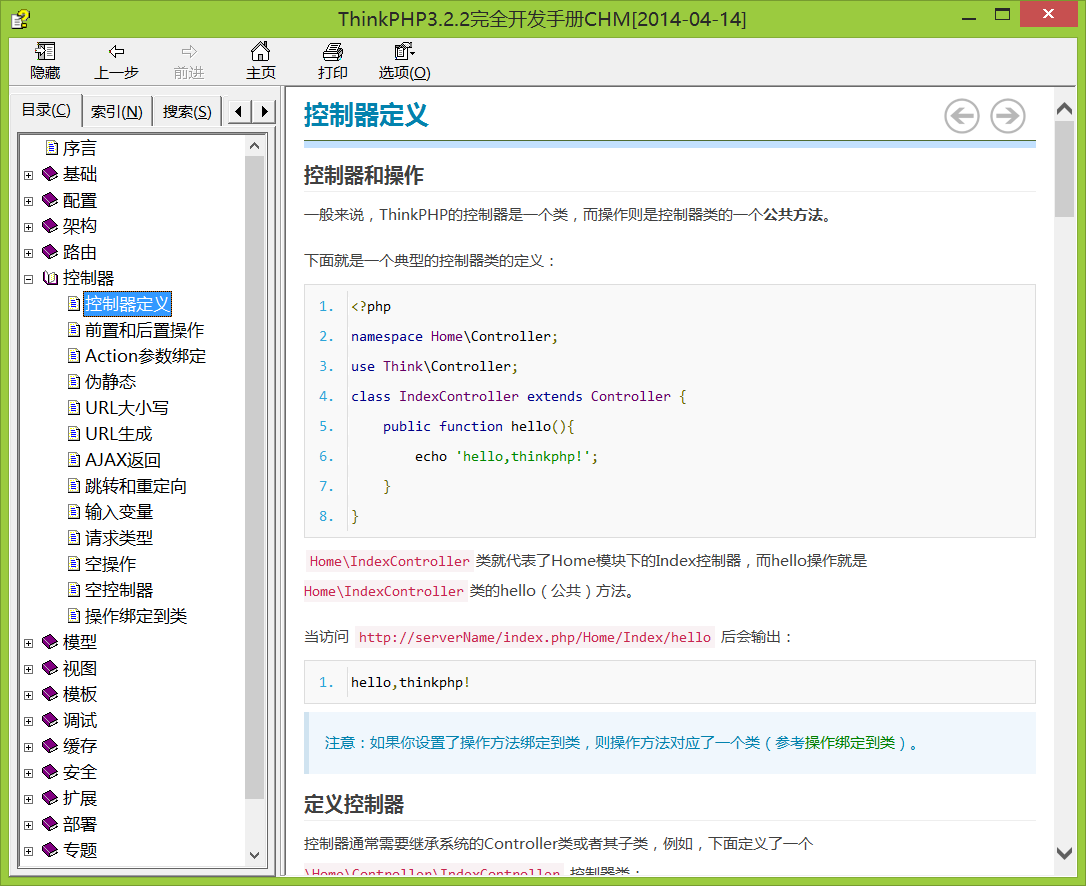 ThinkPHP3.2.2完全开发手册CHM[2014-04-14]
隐藏 上一步 前进 主页 打印 选项(O)
目录(C) 索引(N) 搜索(S)
序言
基础
配置
架构
路由
控制器
控制器定义
前置和后置操作
Action参数绑定
伪静态
URL大小写
URL生成
AJAX返回
跳转和重定向
输入变量
请求类型
空操作
空控制器
操作绑定到类
模型
视图
模板
调试
缓存
安全
扩展
部署
专题
控制器定义
控制器和操作
一般来说，ThinkPHP的控制器是一个类，而操作则是控制器类的一个公共方法。
下面就是一个典型的控制器类的定义：
1. <?php
2. namespace Home\Controller;
3. use Think\Controller;
4. class IndexController extends Controller {
5.     public function hello(){
6.         echo 'hello,thinkphp!';
7.     }
8. }
Home\IndexController 类就代表了Home模块下的Index控制器，而hello操作就是
Home\IndexController 类的hello（公共）方法。
当访问 http://serverName/index.php/Home/Index/hello 后会输出：
1. hello,thinkphp!
注意：如果你设置了操作方法绑定到类，则操作方法对应了一个类（参考操作绑定到类）。
定义控制器
控制器通常需要继承系统的Controller类或者其子类，例如，下面定义了一个
\Home\Controller\IndexController 控制器类：